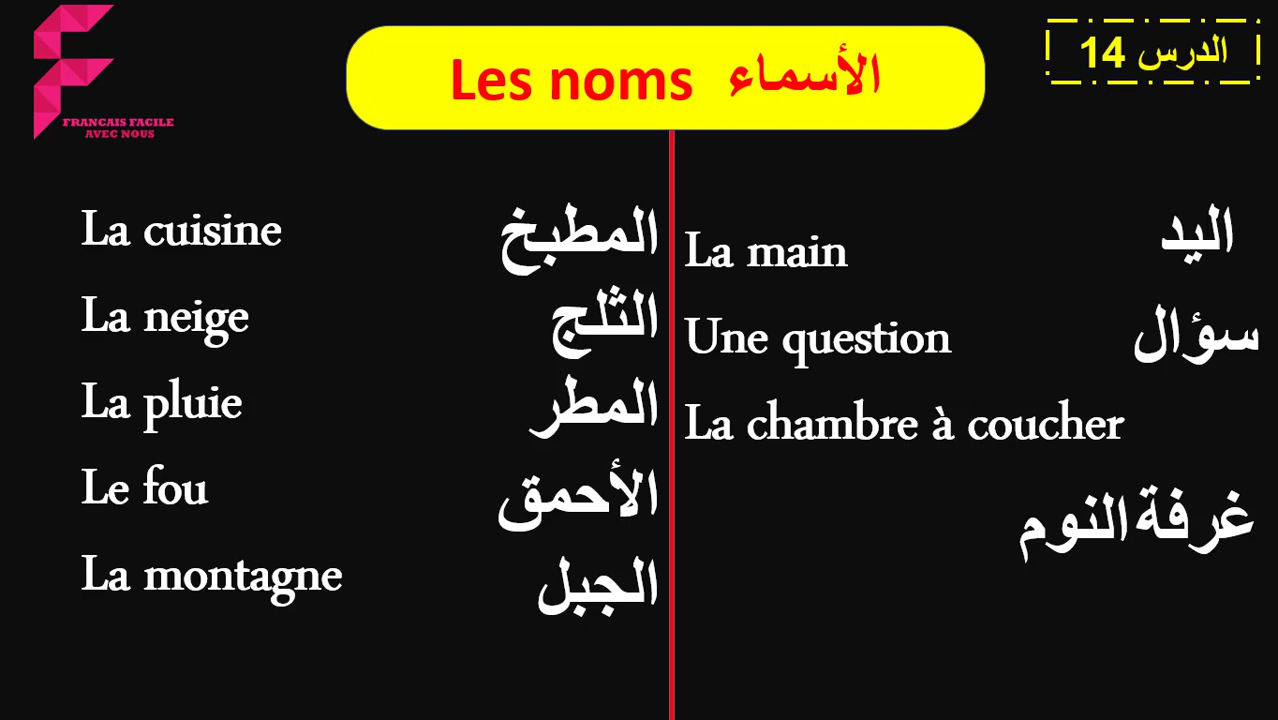 FRANCAIS FACILE
AVEC NOUS
Les noms الأسماء
الدرس 14
La cuisine المطبخ
La neige الثلج
La pluie المطر
Le fou الأحمق
La montagne الجبل
La main اليد
Une question سؤال
La chambre à coucher
غرفة النوم